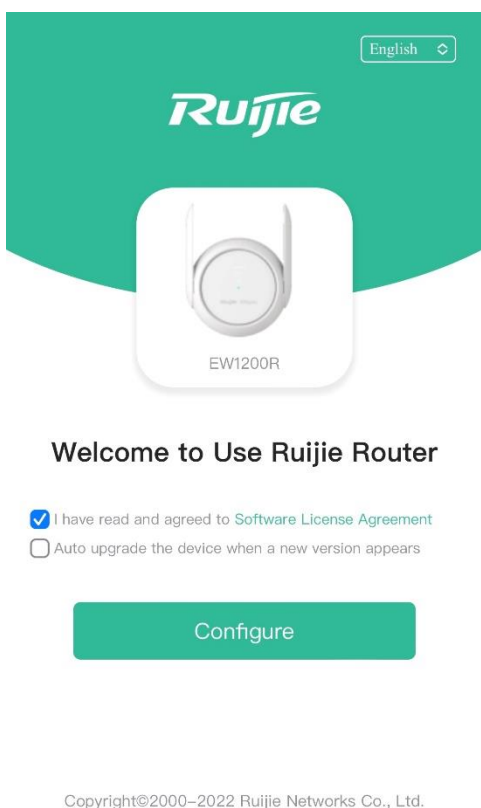 English
Ruijie
EW1200R
Welcome to Use Ruijie Router
I have read and agreed to Software License Agreement
Auto upgrade the device when a new version appears
Configure
Copyright©2000-2022 Ruijie Networks Co., Ltd.